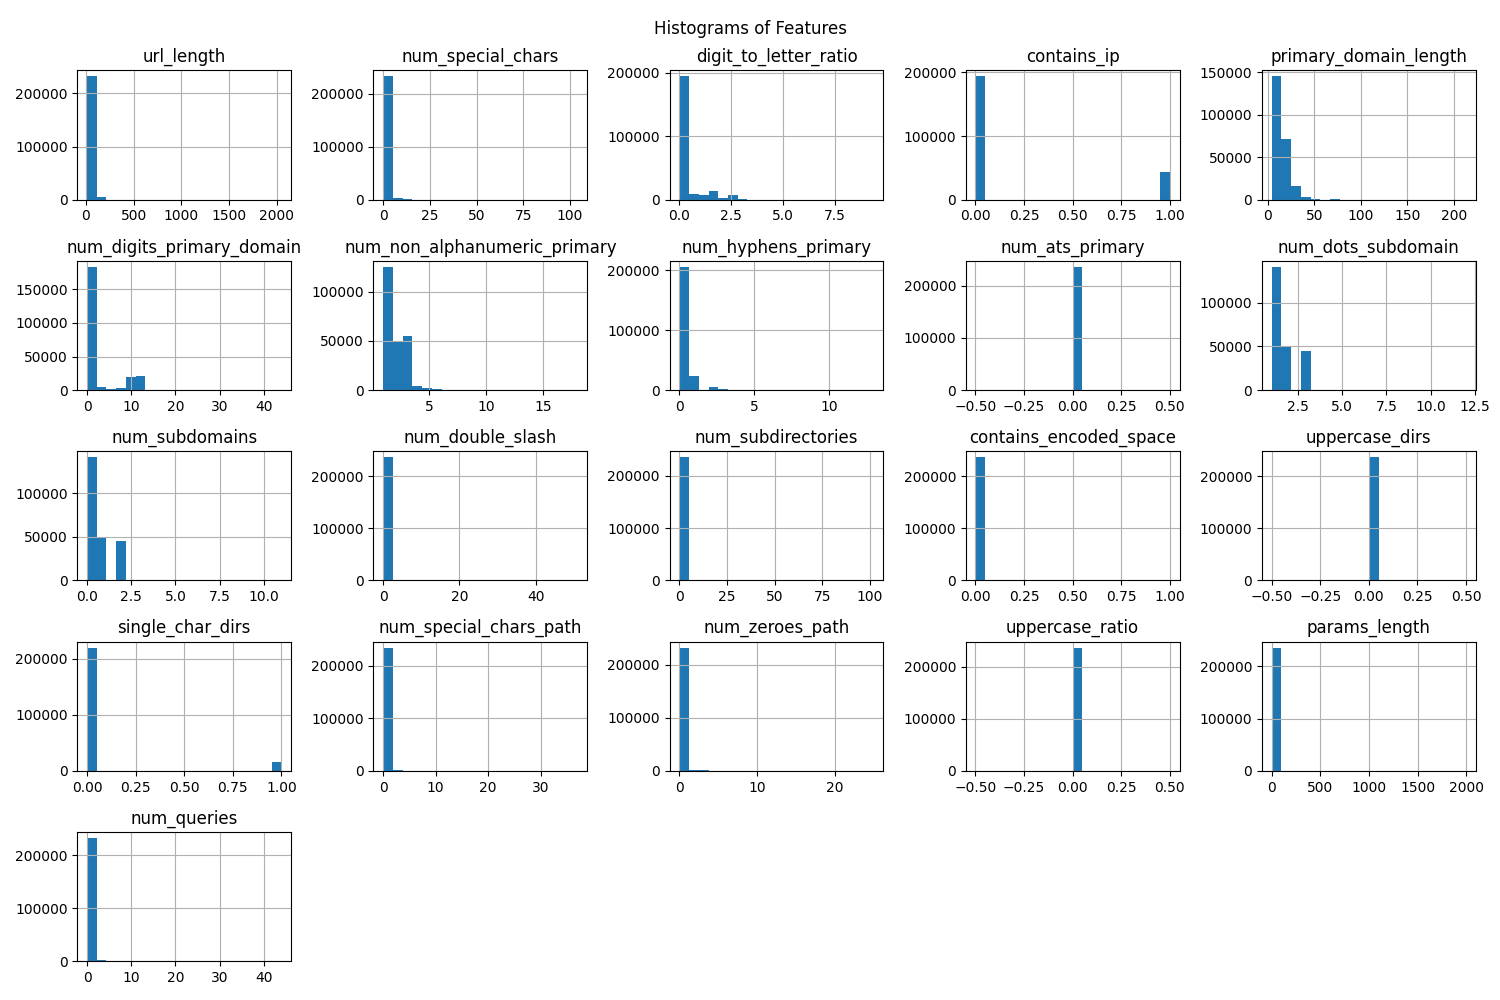 Histograms of Features
url_length num_special_chars digit_to_letter_ratio contains_ip primary_domain_length
200000 100000 0 200000 100000 0 200000 100000 0 200000 100000 0 150000 100000 50000 0
0 500 1000 1500 2000 0 25 50 75 100 0.0 2.5 5.0 7.5 0.00 0.25 0.50 0.75 1.00 0 50 100 150 200
num_digits_primary_domain num_non_alphanumeric_primary num_hyphens_primary num_ats_primary num_dots_subdomain
150000 100000 50000 0 100000 50000 0 200000 100000 0 200000 100000 0 100000 50000 0
0 10 20 30 40 5 10 15 0 5 10 −0.50 −0.25 0.00 0.25 0.50 2.5 5.0 7.5 10.0 12.5
num_subdomains num_double_slash num_subdirectories contains_encoded_space uppercase_dirs
100000 50000 0 200000 100000 0 200000 100000 0 200000 100000 0 200000 100000 0
0.0 2.5 5.0 7.5 10.0 0 20 40 0 25 50 75 100 0.00 0.25 0.50 0.75 1.00 −0.50 −0.25 0.00 0.25 0.50
single_char_dirs num_special_chars_path num_zeroes_path uppercase_ratio params_length
200000 100000 0 200000 100000 0 200000 100000 0 200000 100000 0 200000 100000 0
0.00 0.25 0.50 0.75 1.00 0 10 20 30 0 10 20 −0.50 −0.25 0.00 0.25 0.50 0 500 1000 1500 2000
num_queries
200000 100000 0
0 10 20 30 40